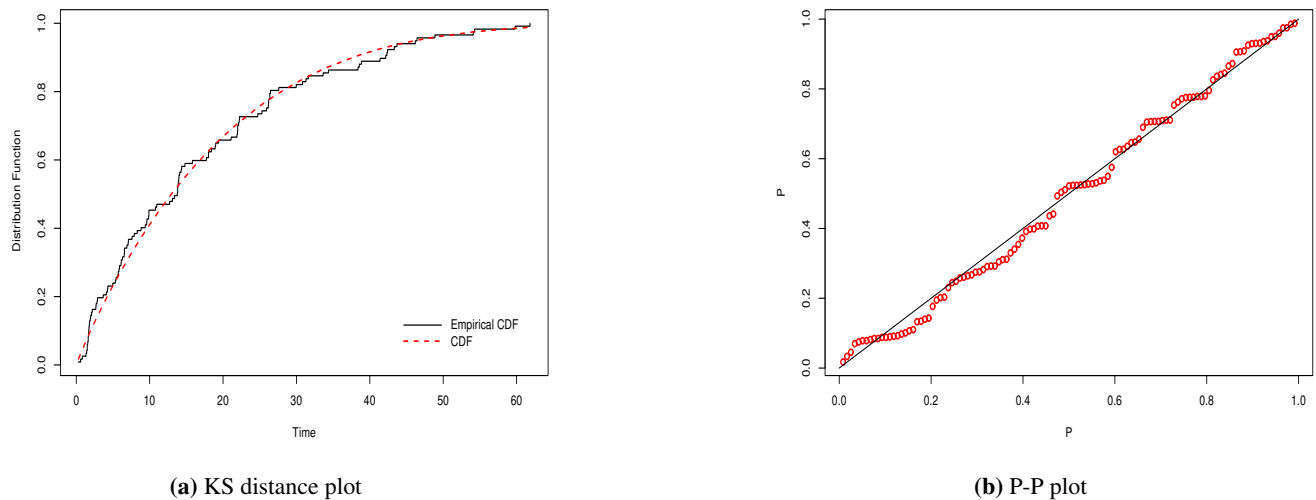 Distribution Function
1.0
0.8
0.6
0.4
0.2
0.0
Empirical CDF
CDF
0 10 20 30 40 50 60
Time
(a) KS distance plot
P
1.0
0.8
0.6
0.4
0.2
0.0
0.0 0.2 0.4 0.6 0.8 1.0
P
(b) P-P plot